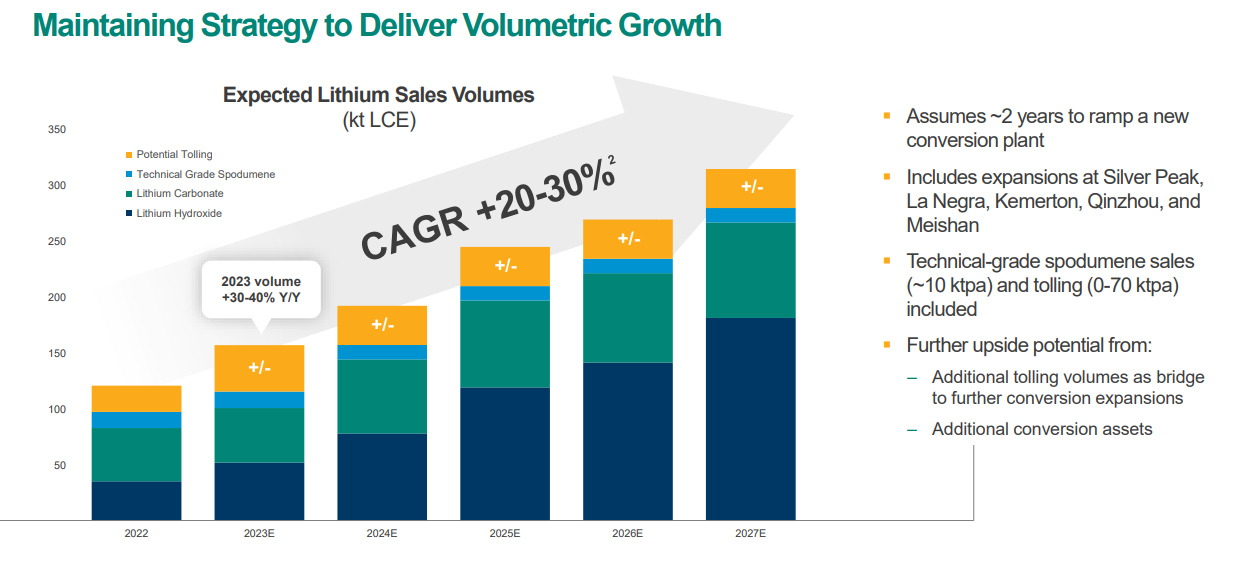 Maintaining Strategy to Deliver Volumetric Growth
Expected Lithium Sales Volumes
(kt LCE)
350
300
250
200
150
100
50
Potential Tolling
Technical Grade Spodumene
Lithium Carbonate
Lithium Hydroxide
CAGR +20-30%²
2023 volume
+30-40% Y/Y
+/-
+/-
+/-
+/-
+/-
2022
2023E
2024E
2025E
2026E
2027E
Assumes ~2 years to ramp a new
conversion plant
Includes expansions at Silver Peak,
La Negra, Kemerton, Qinzhou, and
Meishan
Technical-grade spodumene sales
(~10 ktpa) and tolling (0-70 ktpa)
included
Further upside potential from:
– Additional tolling volumes as bridge
to further conversion expansions
– Additional conversion assets